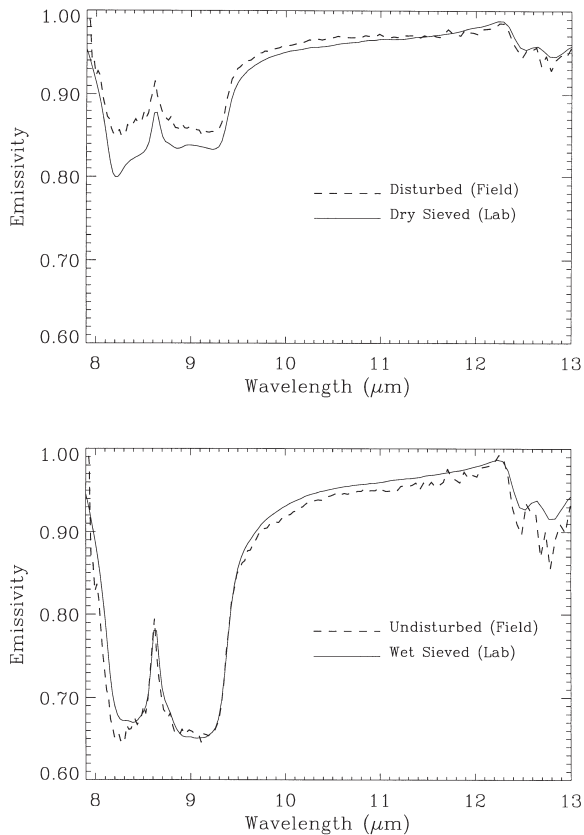 1.00
0.90
0.80
0.70
0.60
Emissivity
Disturbed (Field)
Dry Sieved (Lab)
8 9 10 11 12 13
Wavelength (μm)
1.00
0.90
0.80
0.70
0.60
Emissivity
Undisturbed (Field)
Wet Sieved (Lab)
8 9 10 11 12 13
Wavelength (μm)